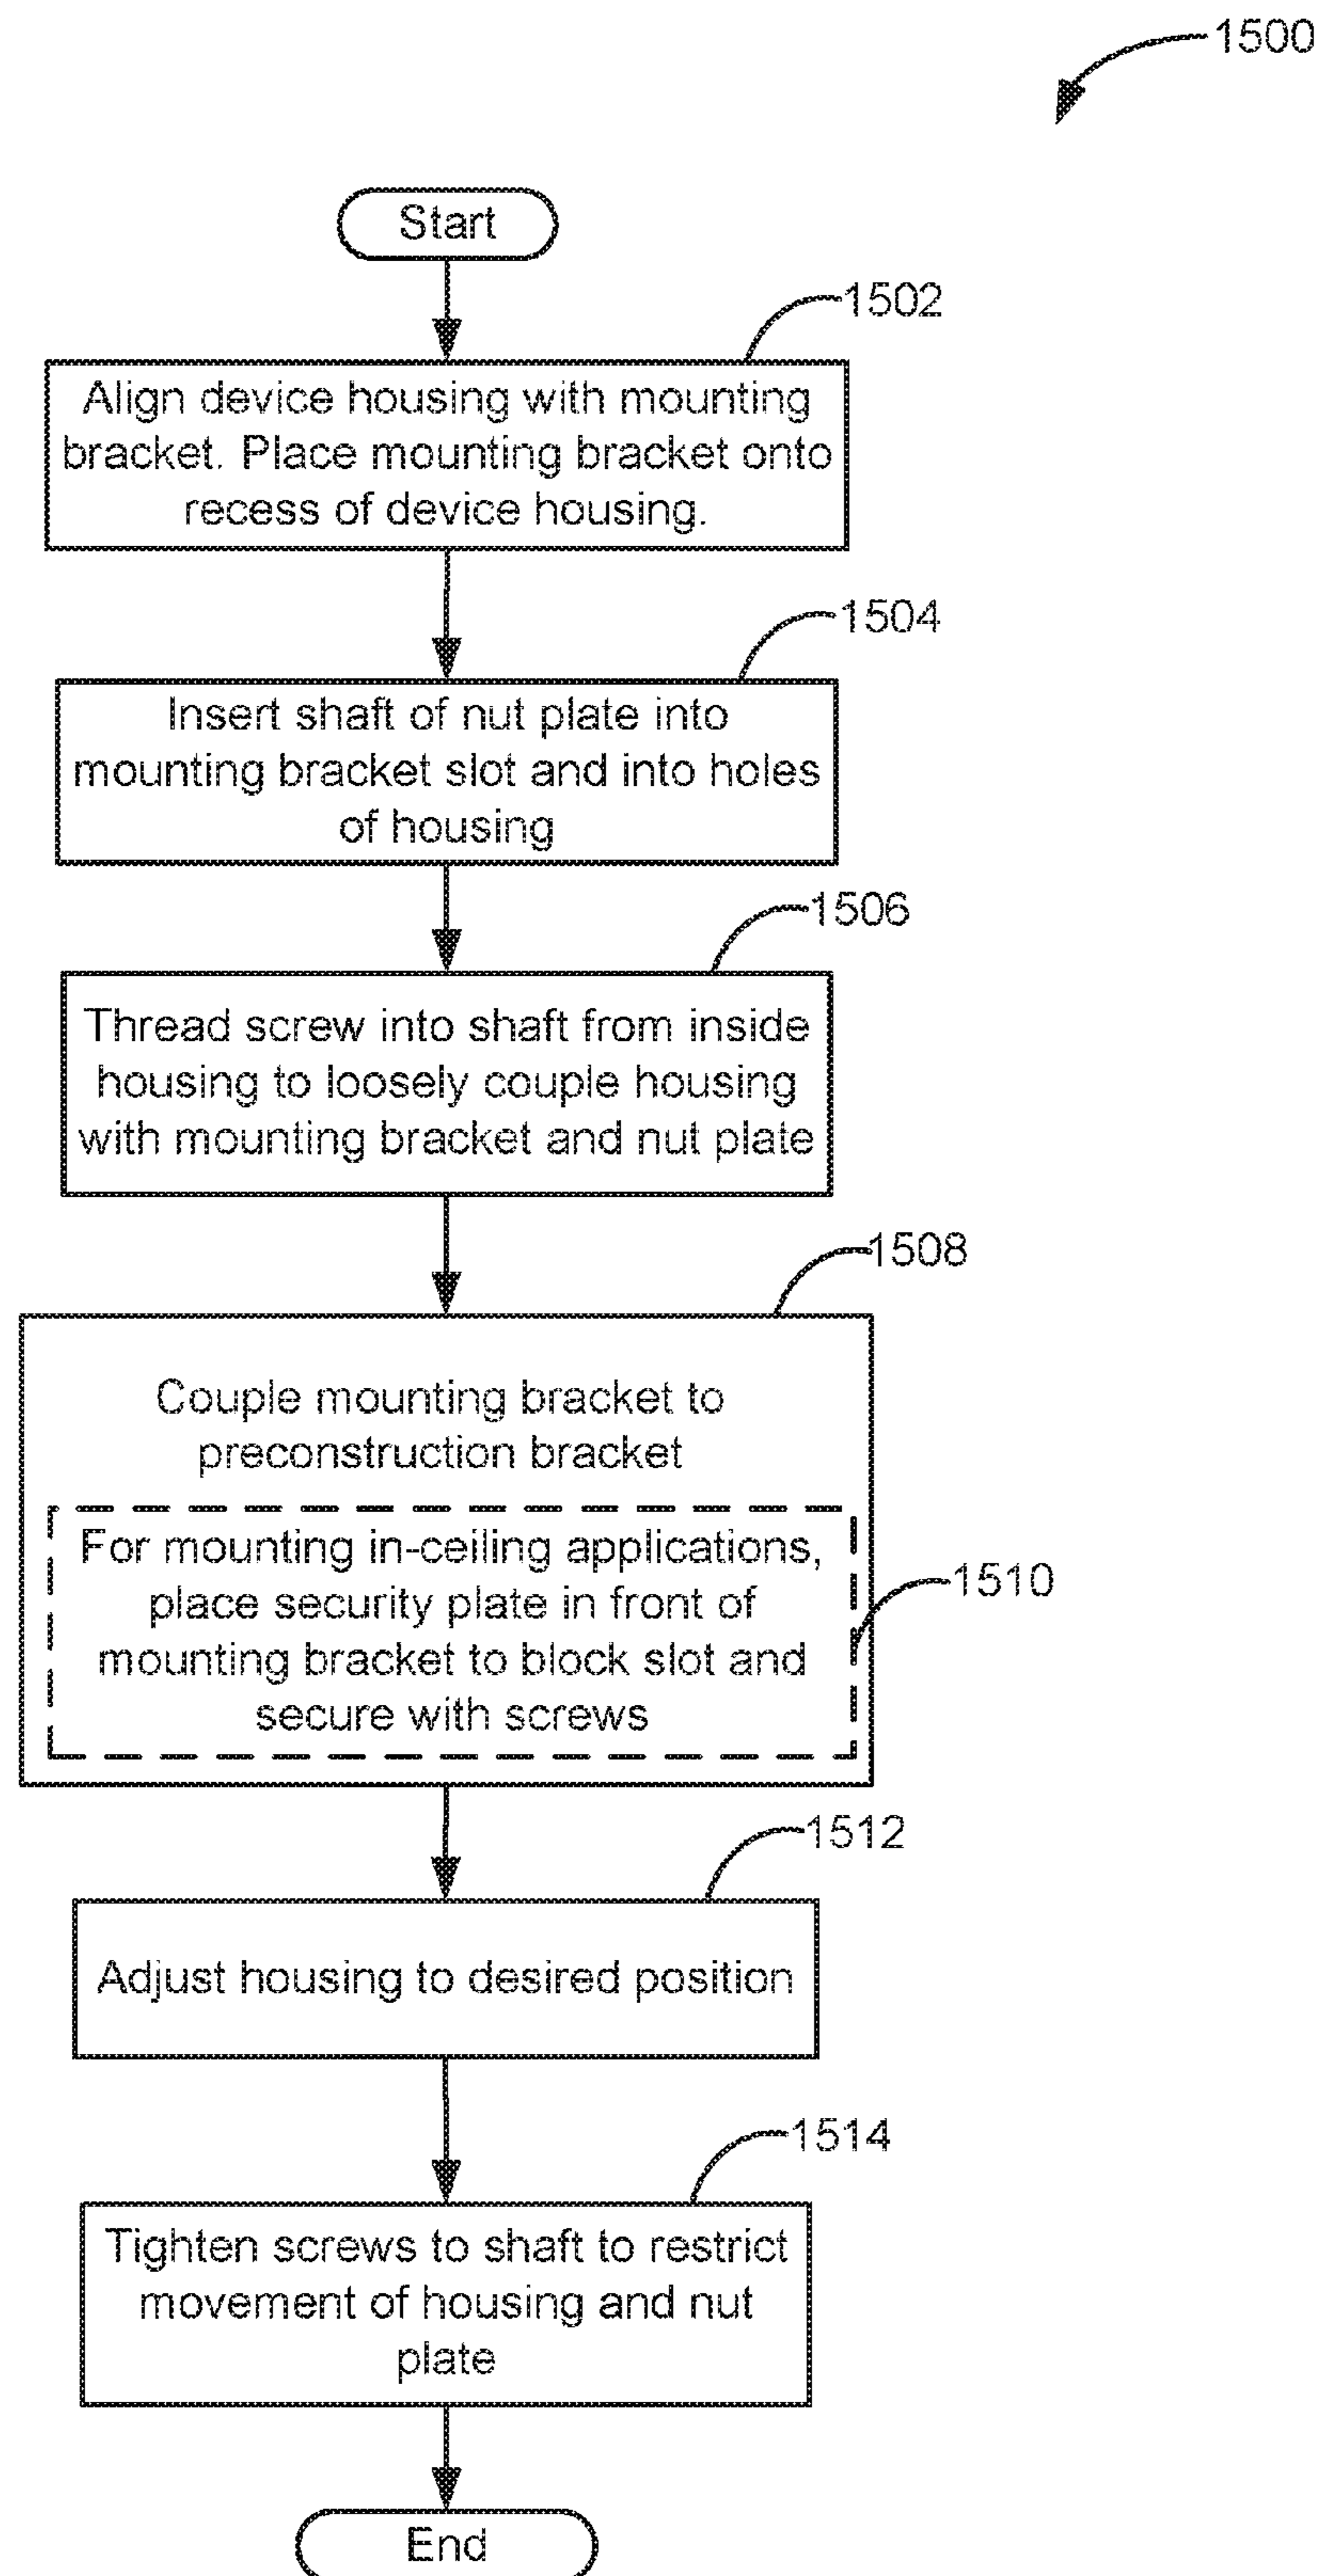 1500
Start
1502
Align device housing with mounting
bracket. Place mounting bracket onto
recess of device housing.
1504
Insert shaft of nut plate into
mounting bracket slot and into holes
of housing
1506
Thread screw into shaft from inside
housing to loosely couple housing
with mounting bracket and nut plate
1508
Couple mounting bracket to
preconstruction bracket
For mounting in-ceiling applications,
place security plate in front of
mounting bracket to block slot and
secure with screws
1510
1512
Adjust housing to desired position
1514
Tighten screws to shaft to restrict
movement of housing and nut
plate
End